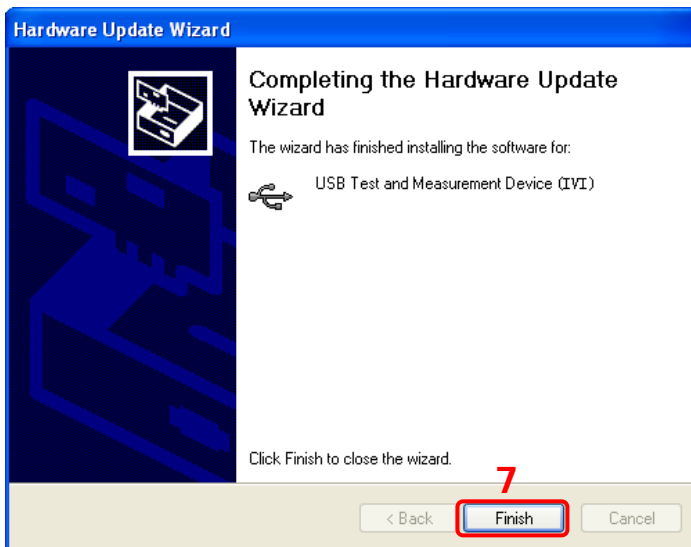 Hardware Update Wizard
Completing the Hardware Update
Wizard
The wizard has finished installing the software for:
USB Test and Measurement Device (IVI)
Click Finish to close the wizard.
7
< Back
Finish
Cancel